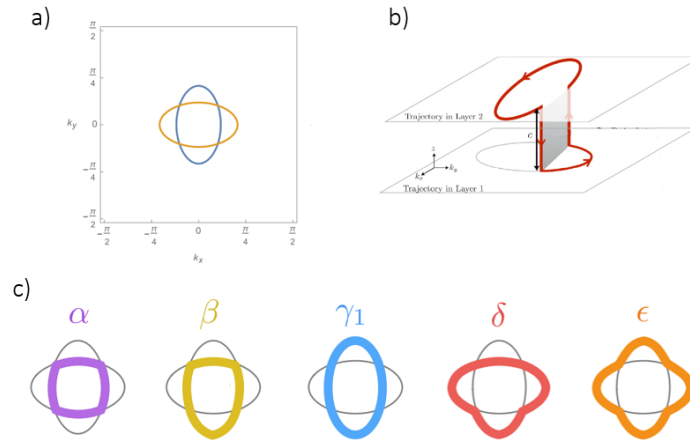 a)
b)
π/2
π/4
k_y
0
−π/4
−π/2
−π/2
−π/4
0
π/4
π/2
k_x
Trajectory in Layer 2
c
z
k_y
k_x
Trajectory in Layer 1
c)
α
β
γ1
δ
ϵ